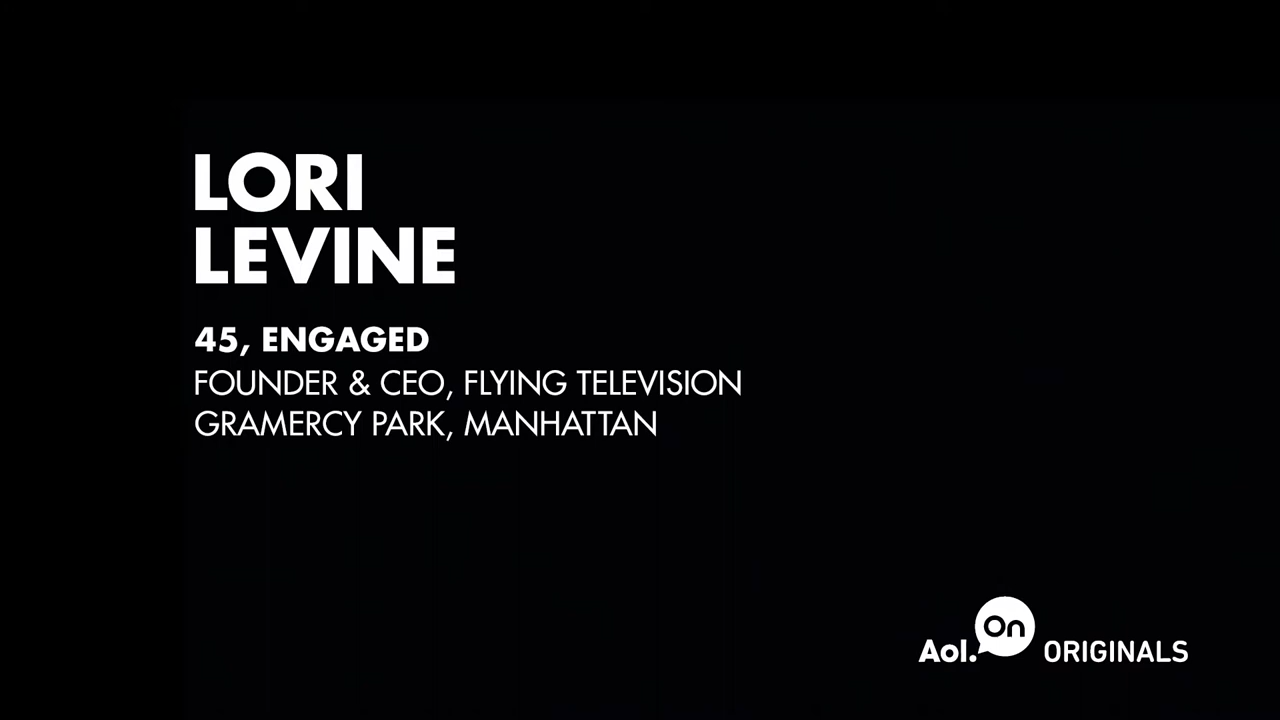 LORI
LEVINE
45, ENGAGED
FOUNDER & CEO, FLYING TELEVISION
GRAMERCY PARK, MANHATTAN
Aol. On ORIGINALS